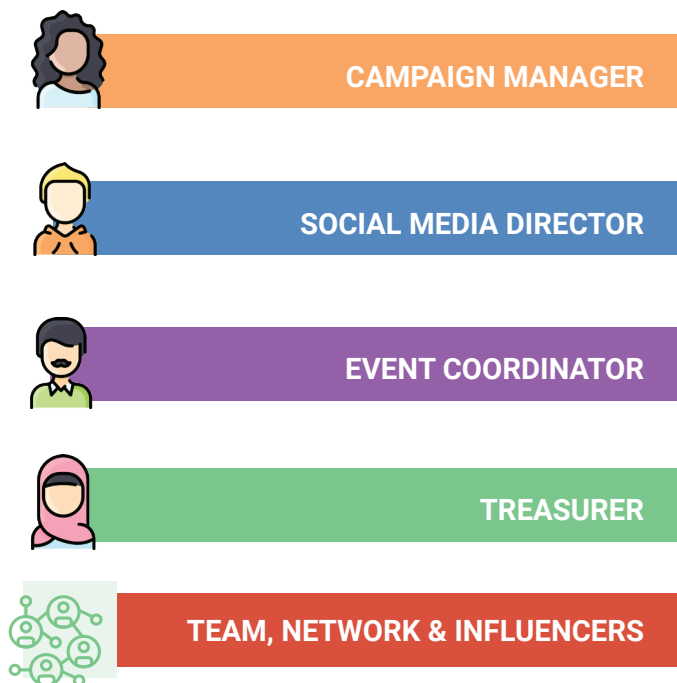 CAMPAIGN MANAGER
SOCIAL MEDIA DIRECTOR
EVENT COORDINATOR
TREASURER
TEAM, NETWORK & INFLUENCERS